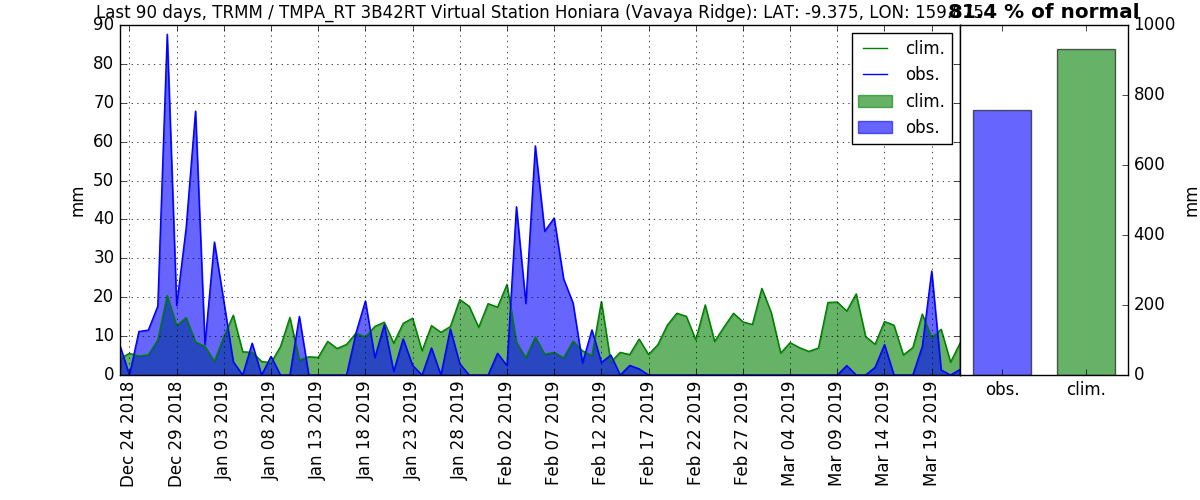 Last 90 days, TRMM / TMPA_RT 3B42RT Virtual Station Honiara (Vavaya Ridge): LAT: -9.375, LON:
81.4 % of normal
90
80
70
60
50
40
30
20
10
0
mm
clim.
obs.
clim.
obs.
1000
800
600
400
200
0
mm
obs.
clim.
Dec 24 2018
Dec 29 2018
Jan 03 2019
Jan 08 2019
Jan 13 2019
Jan 18 2019
Jan 23 2019
Jan 28 2019
Feb 02 2019
Feb 07 2019
Feb 12 2019
Feb 17 2019
Feb 22 2019
Feb 27 2019
Mar 04 2019
Mar 09 2019
Mar 14 2019
Mar 19 2019